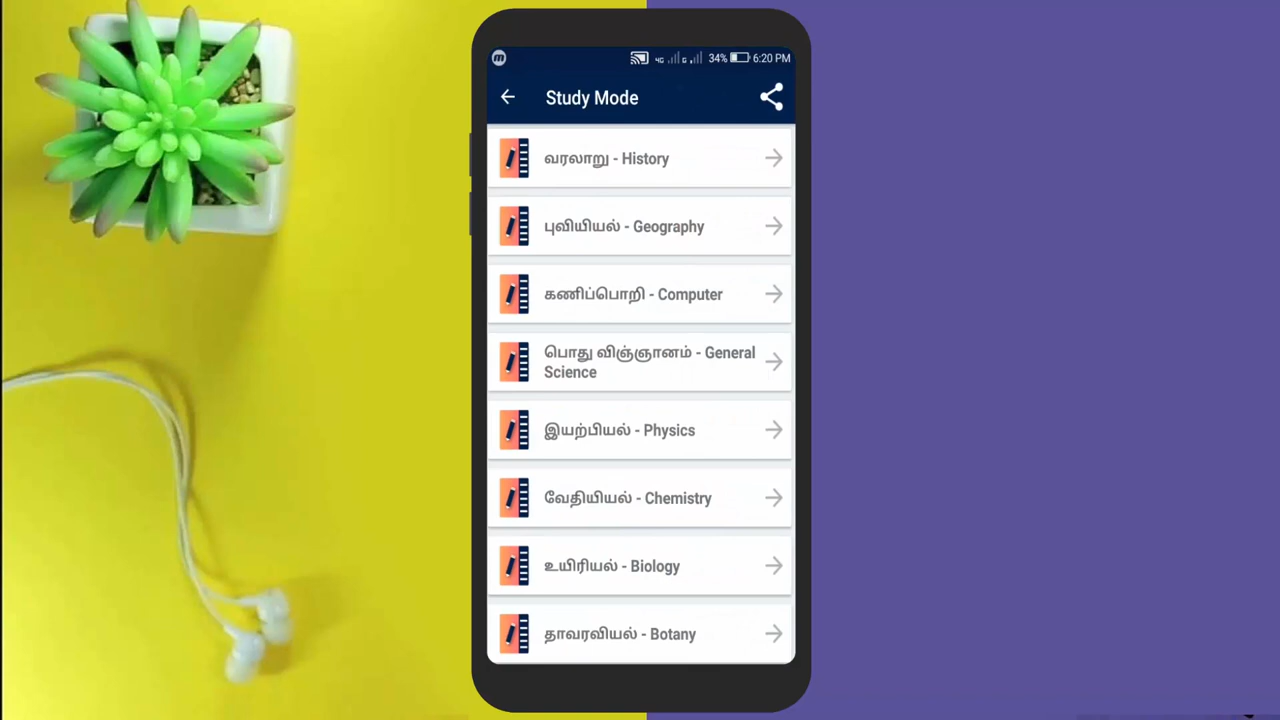 4G G 34% 6:20 PM
Study Mode
வரலாறு - History
புவியியல் - Geography
கணிப்பொறி - Computer
பொது விஞ்ஞானம் - General
Science
இயற்பியல் - Physics
வேதியியல் - Chemistry
உயிரியல் - Biology
தாவரவியல் - Botany